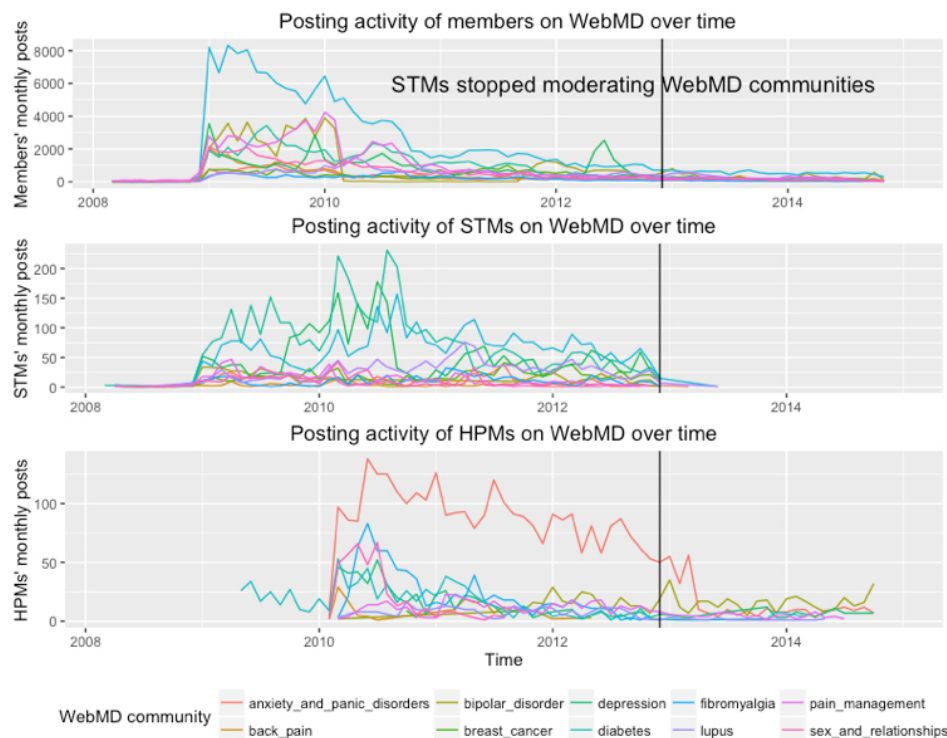 Posting activity of members on WebMD over time
Members' monthly posts
8000
6000
4000
2000
0
STMs stopped moderating WebMD communities
2008 2010 2012 2014
Posting activity of STMs on WebMD over time
STMs' monthly posts
200
150
100
50
0
2008 2010 2012 2014
Posting activity of HPMs on WebMD over time
HPMs' monthly posts
100
50
0
2008 2010 2012 2014
Time
WebMD community
anxiety_and_panic_disorders bipolar_disorder depression fibromyalgia pain_management
back_pain breast_cancer diabetes lupus sex_and_relationships